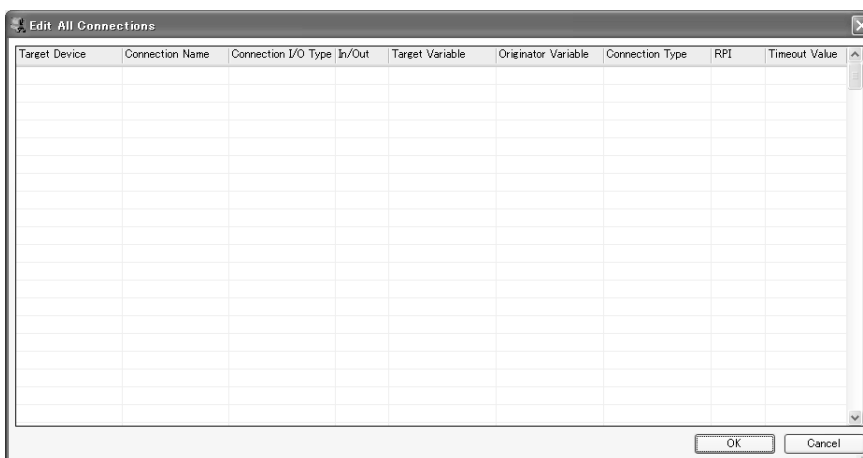 Edit All Connections
Target Device Connection Name Connection I/O Type In/Out Target Variable Originator Variable Connection Type RPI Timeout Value
OK Cancel